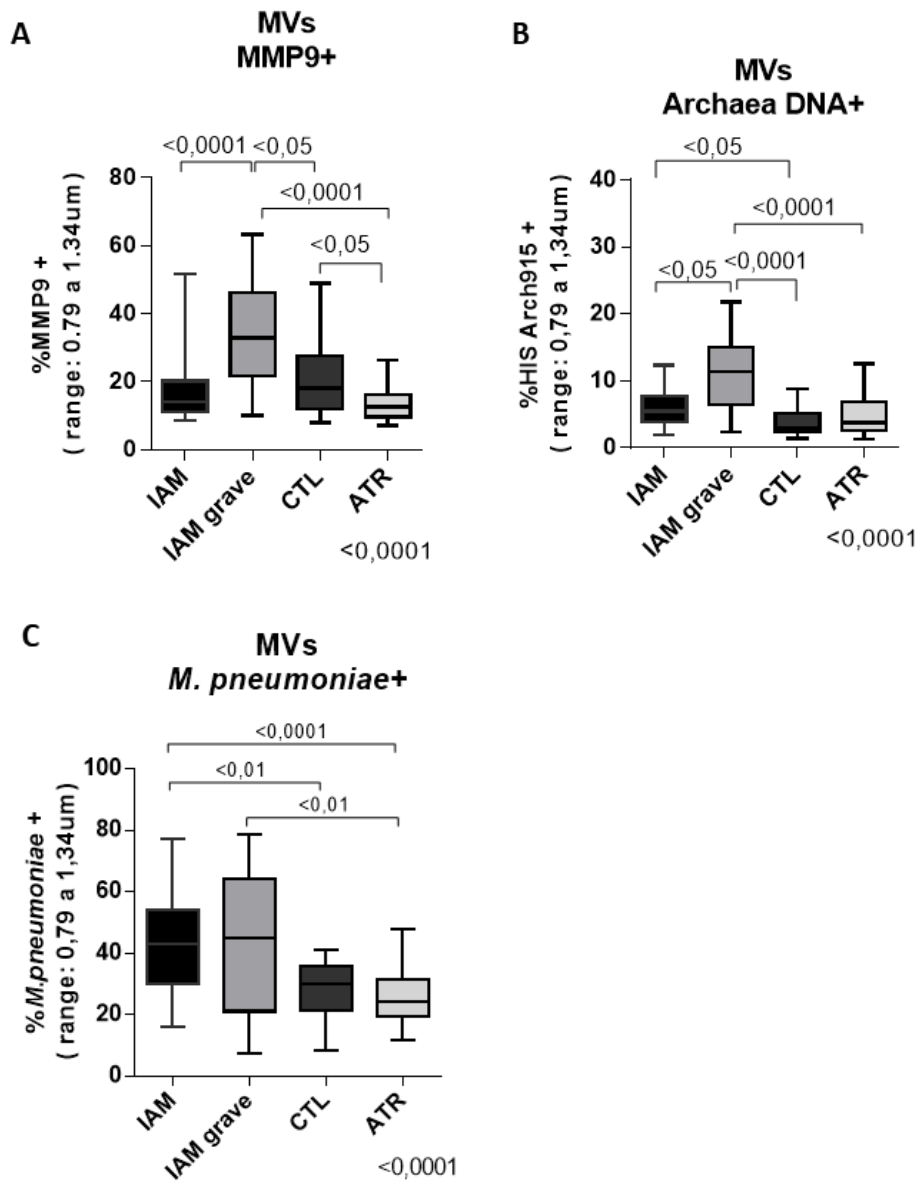 A
MVs
MMP9+
<0,0001
<0,05
<0,0001
<0,05
%MMP9 +
( range: 0.79 a 1.34um)
80
60
40
20
0
IAM
IAM grave
CTL
ATR
<0,0001
B
MVs
Archaea DNA+
<0,05
<0,0001
<0,05
<0,0001
%HIS Arch915 +
( range: 0,79 a 1,34um)
40
30
20
10
0
IAM
IAM grave
CTL
ATR
<0,0001
C
MVs
M. pneumoniae+
<0,0001
<0,01
<0,01
%M.pneumoniae +
( range: 0,79 a 1,34um)
100
80
60
40
20
0
IAM
IAM grave
CTL
ATR
<0,0001